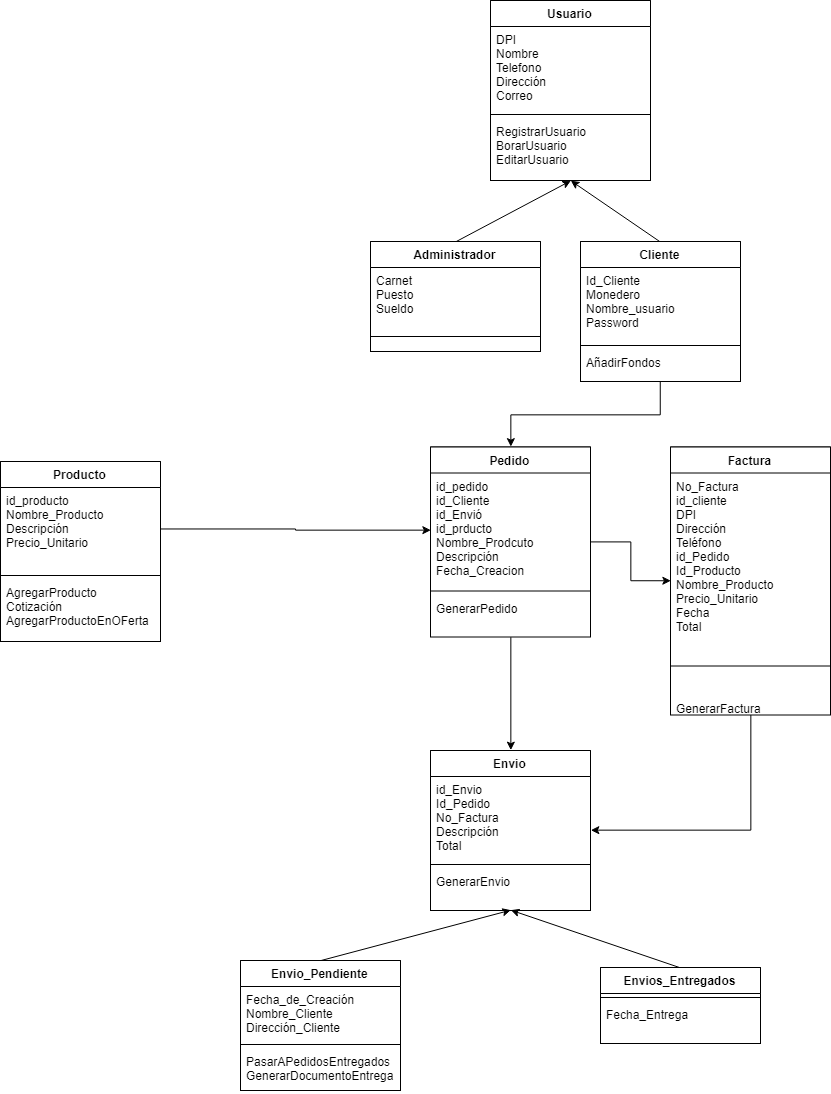 Usuario
DPI
Nombre
Telefono
Dirección
Correo
RegistrarUsuario
BorarUsuario
EditarUsuario
Administrador
Carnet
Puesto
Sueldo
Cliente
Id_Cliente
Monedero
Nombre_usuario
Password
AñadirFondos
Producto
id_producto
Nombre_Producto
Descripción
Precio_Unitario
AgregarProducto
Cotización
AgregarProductoEnOFerta
Pedido
id_pedido
id_Cliente
id_Envió
id_prducto
Nombre_Prodcuto
Descripción
Fecha_Creacion
GenerarPedido
Factura
No_Factura
id_cliente
DPI
Dirección
Teléfono
id_Pedido
Id_Producto
Nombre_Producto
Precio_Unitario
Fecha
Total
GenerarFactura
Envio
id_Envio
Id_Pedido
No_Factura
Descripción
Total
GenerarEnvio
Envio_Pendiente
Fecha_de_Creación
Nombre_Cliente
Dirección_Cliente
PasarAPedidosEntregados
GenerarDocumentoEntrega
Envios_Entregados
Fecha_Entrega